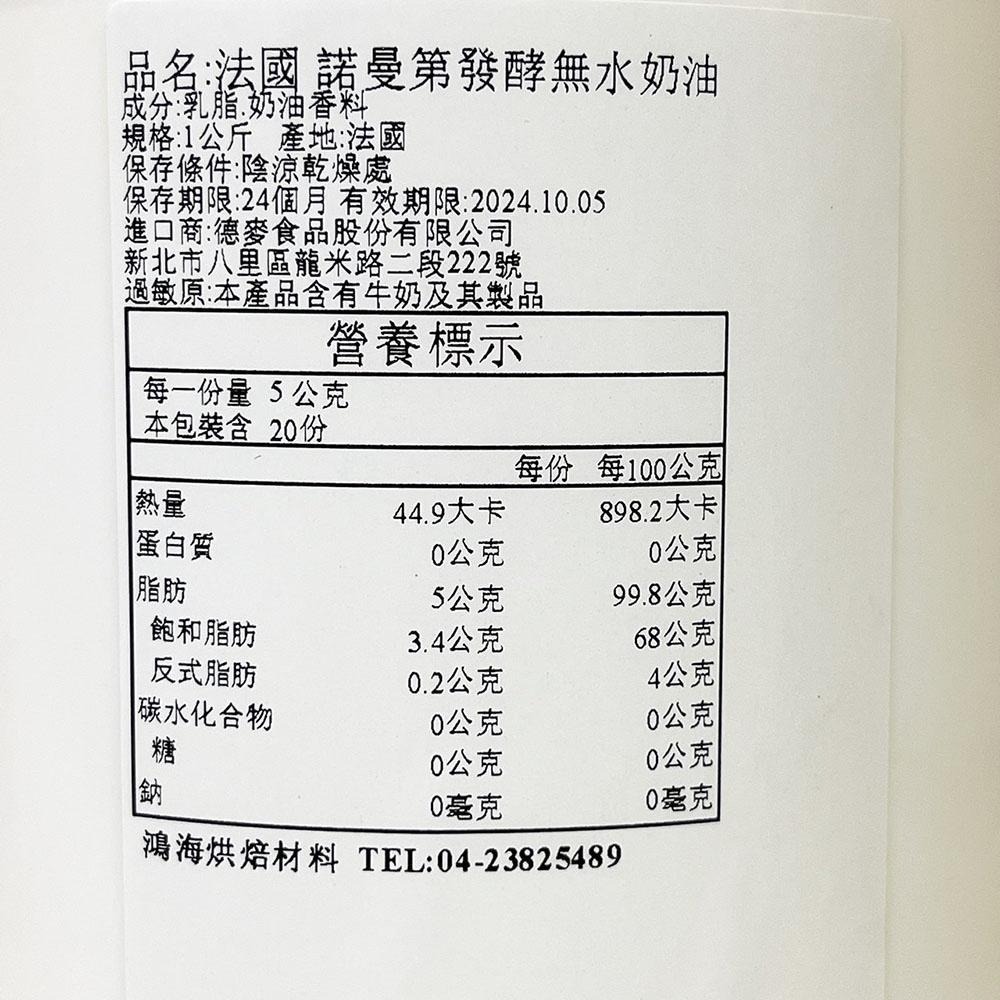 品名:法國 諾曼第發酵無水奶油
成分:乳脂.奶油香料
規格:1公斤 產地:法國
保存條件:陰涼乾燥處
保存期限:24個月 有效期限:2024.10.05
進口商:德麥食品股份有限公司
新北市八里區龍米路二段222號
過敏原:本產品含有牛奶及其製品
營養標示
每一份量 5公克
本包裝含 20份
每份 每100公克
熱量 44.9大卡 898.2大卡
蛋白質 0公克 0公克
脂肪 5公克 99.8公克
飽和脂肪 3.4公克 68公克
反式脂肪 0.2公克 4公克
碳水化合物 0公克 0公克
糖 0公克 0公克
鈉 0毫克 0毫克
鴻海烘焙材料 TEL:04-23825489